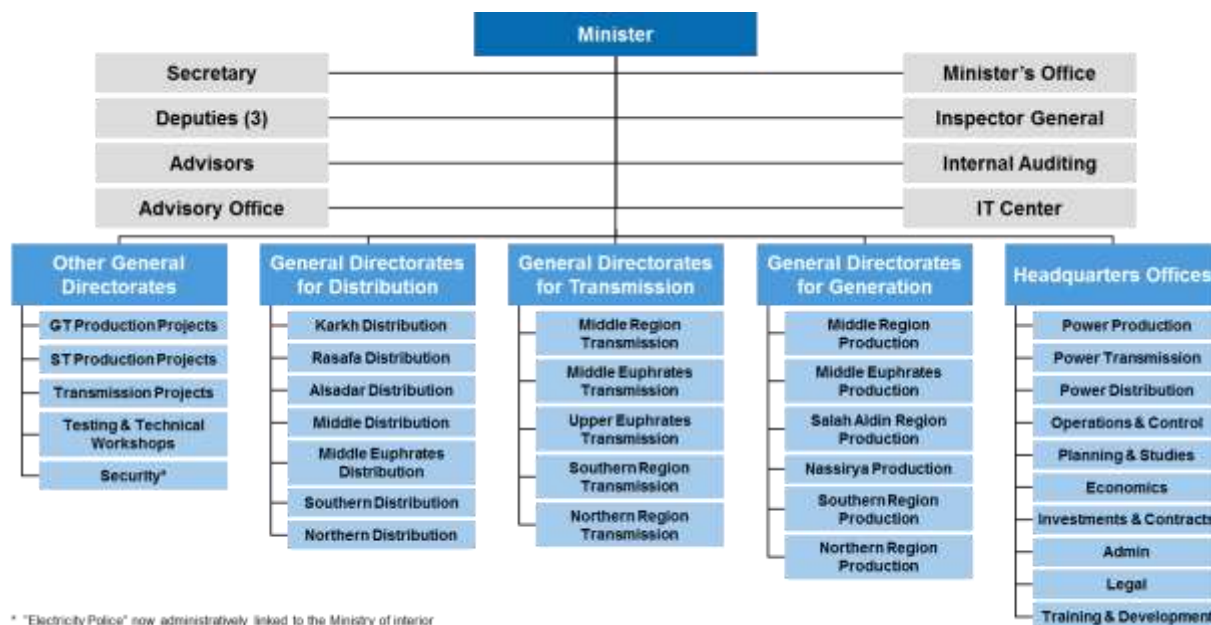 Minister
Secretary
Minister's Office
Deputies (3)
Inspector General
Advisors
Internal Auditing
Advisory Office
IT Center
Other General
Directorates
GT Production Projects
ST Production Projects
Transmission Projects
Testing & Technical
Workshops
Security*
General Directorates
for Distribution
Karkh Distribution
Rasafa Distribution
Alsadar Distribution
Middle Distribution
Middle Euphrates
Distribution
Southern Distribution
Northern Distribution
General Directorates
for Transmission
Middle Region
Transmission
Middle Euphrates
Transmission
Upper Euphrates
Transmission
Southern Region
Transmission
Northern Region
Transmission
General Directorates
for Generation
Middle Region
Production
Middle Euphrates
Production
Salah Aldin Region
Production
Nassirya Production
Southern Region
Production
Northern Region
Production
Headquarters Offices
Power Production
Power Transmission
Power Distribution
Operations & Control
Planning & Studies
Economics
Investments & Contracts
Admin
Legal
Training & Development
* "Electricity Police" now administratively linked to the Ministry of interior